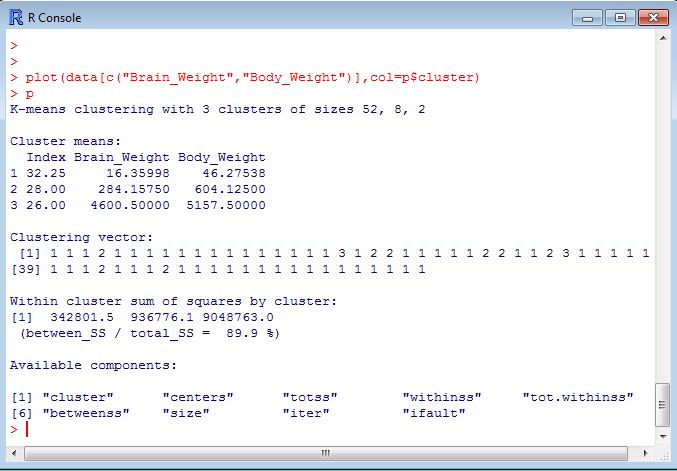 R Console
>
>
> plot(data[c("Brain_Weight","Body_Weight")],col=p$cluster)
> p
K-means clustering with 3 clusters of sizes 52, 8, 2
Cluster means:
Index Brain_Weight Body_Weight
1 32.25 16.35998 46.27538
2 28.00 284.15750 604.12500
3 26.00 4600.50000 5157.50000
Clustering vector:
[1] 1 1 1 2 1 1 1 1 1 1 1 1 1 1 1 1 1 1 3 1 2 2 1 1 1 1 1 2 2 1 1 2 3 1 1 1 1 1
[39] 1 1 1 2 1 1 1 2 1 1 1 1 1 1 1 1 1 1 1 1 1 1 1 1
Within cluster sum of squares by cluster:
[1] 342801.5 936776.1 9048763.0
(between_SS / total_SS = 89.9 %)
Available components:
[1] "cluster" "centers" "totss" "withinss" "tot.withinss"
[6] "betweenss" "size" "iter" "ifault"
>